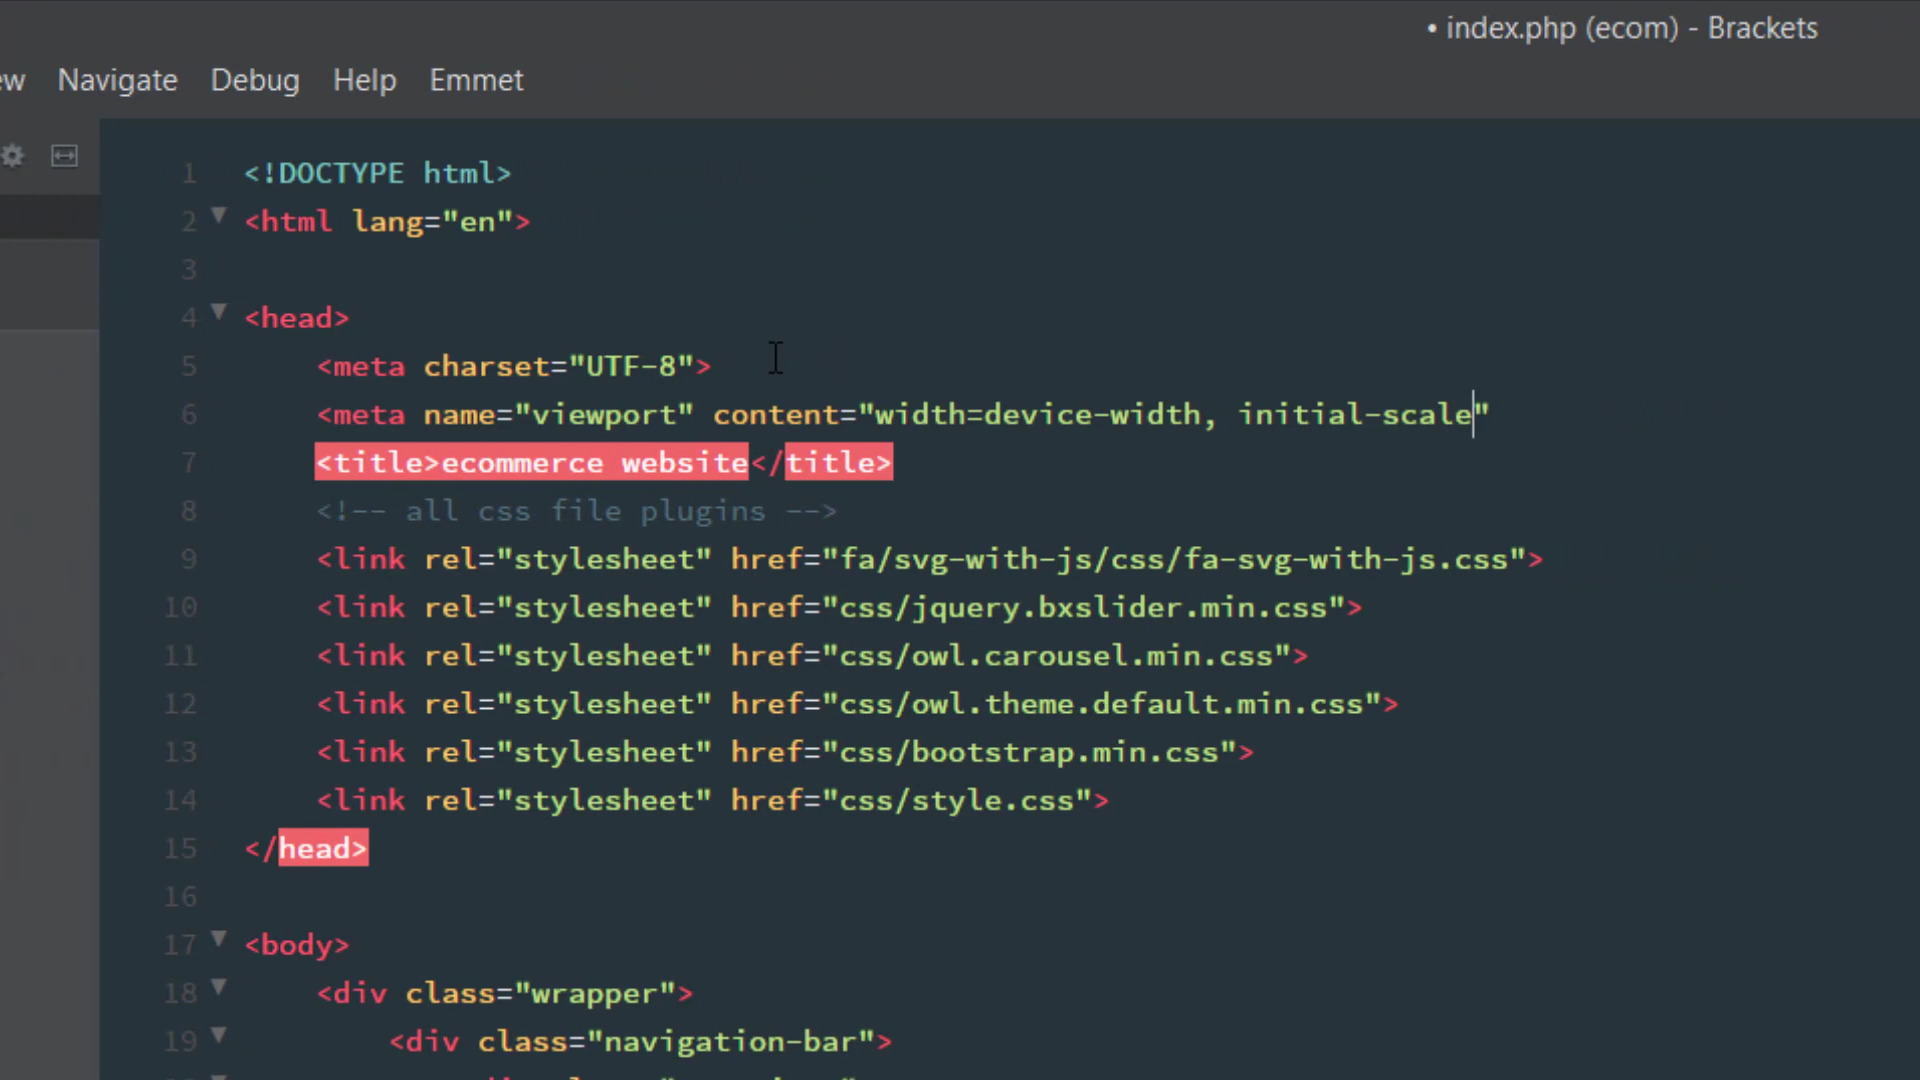 • index.php (ecom) - Brackets
ew Navigate Debug Help Emmet
1 <!DOCTYPE html>
2 <html lang="en">
3
4 <head>
5 <meta charset="UTF-8">
6 <meta name="viewport" content="width=device-width, initial-scale"
7 <title>ecommerce website</title>
8 <!-- all css file plugins -->
9 <link rel="stylesheet" href="fa/svg-with-js/css/fa-svg-with-js.css">
10 <link rel="stylesheet" href="css/jquery.bxslider.min.css">
11 <link rel="stylesheet" href="css/owl.carousel.min.css">
12 <link rel="stylesheet" href="css/owl.theme.default.min.css">
13 <link rel="stylesheet" href="css/bootstrap.min.css">
14 <link rel="stylesheet" href="css/style.css">
15 </head>
16
17 <body>
18 <div class="wrapper">
19 <div class="navigation-bar">